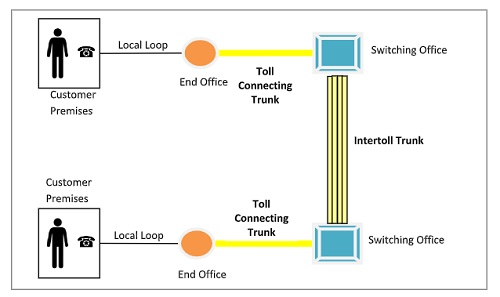 Local Loop
End Office
Customer
Premises
Toll
Connecting
Trunk
Switching Office
Intertoll Trunk
Customer
Premises
Local Loop
End Office
Toll
Connecting
Trunk
Switching Office